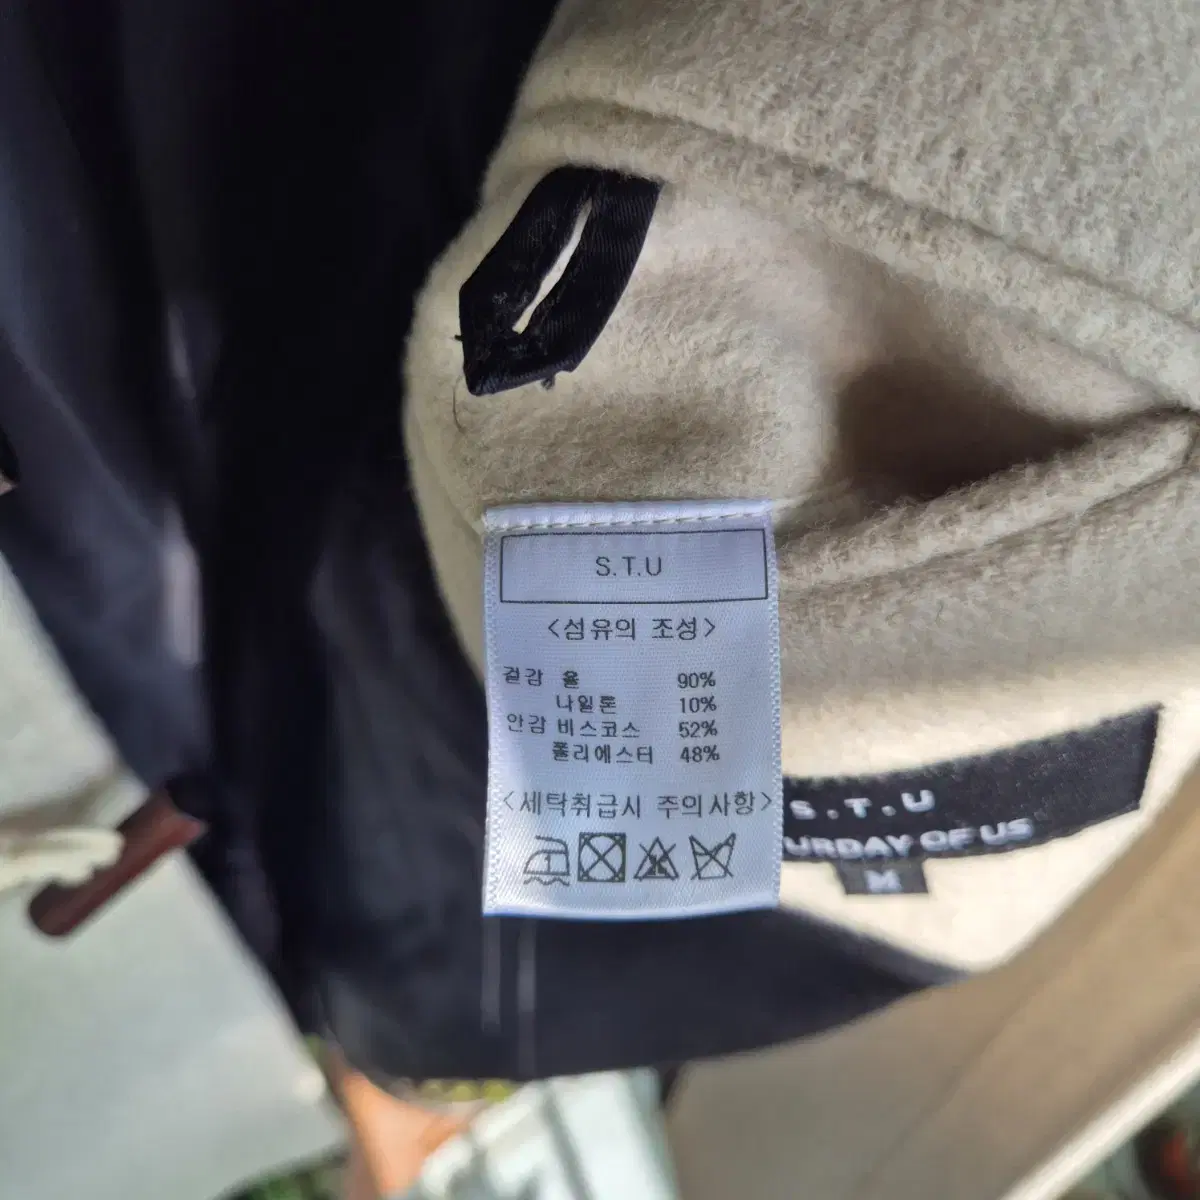 S.T.U
<섬유의 조성>
겉감 울 90%
나일론 10%
안감 비스코스 52%
폴리에스터 48%
<세탁취급시 주의사항>
S.T.U
URDAY OF US
M